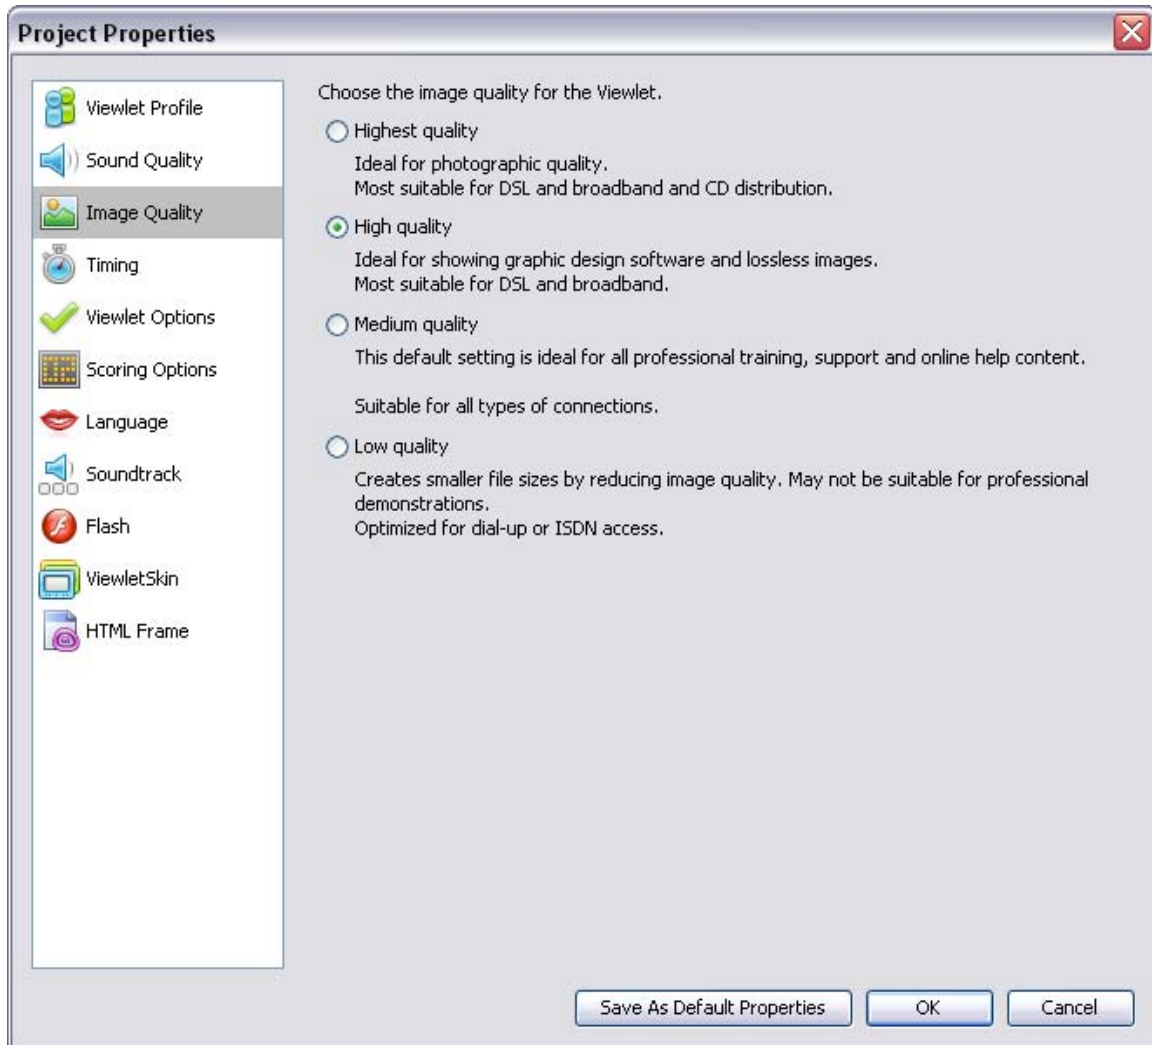 Project Properties
Viewlet Profile
Sound Quality
Image Quality
Timing
Viewlet Options
Scoring Options
Language
Soundtrack
Flash
ViewletSkin
HTML Frame
Choose the image quality for the Viewlet.
Highest quality
Ideal for photographic quality.
Most suitable for DSL and broadband and CD distribution.
High quality
Ideal for showing graphic design software and lossless images.
Most suitable for DSL and broadband.
Medium quality
This default setting is ideal for all professional training, support and online help content.
Suitable for all types of connections.
Low quality
Creates smaller file sizes by reducing image quality. May not be suitable for professional
demonstrations.
Optimized for dial-up or ISDN access.
Save As Default Properties
OK
Cancel